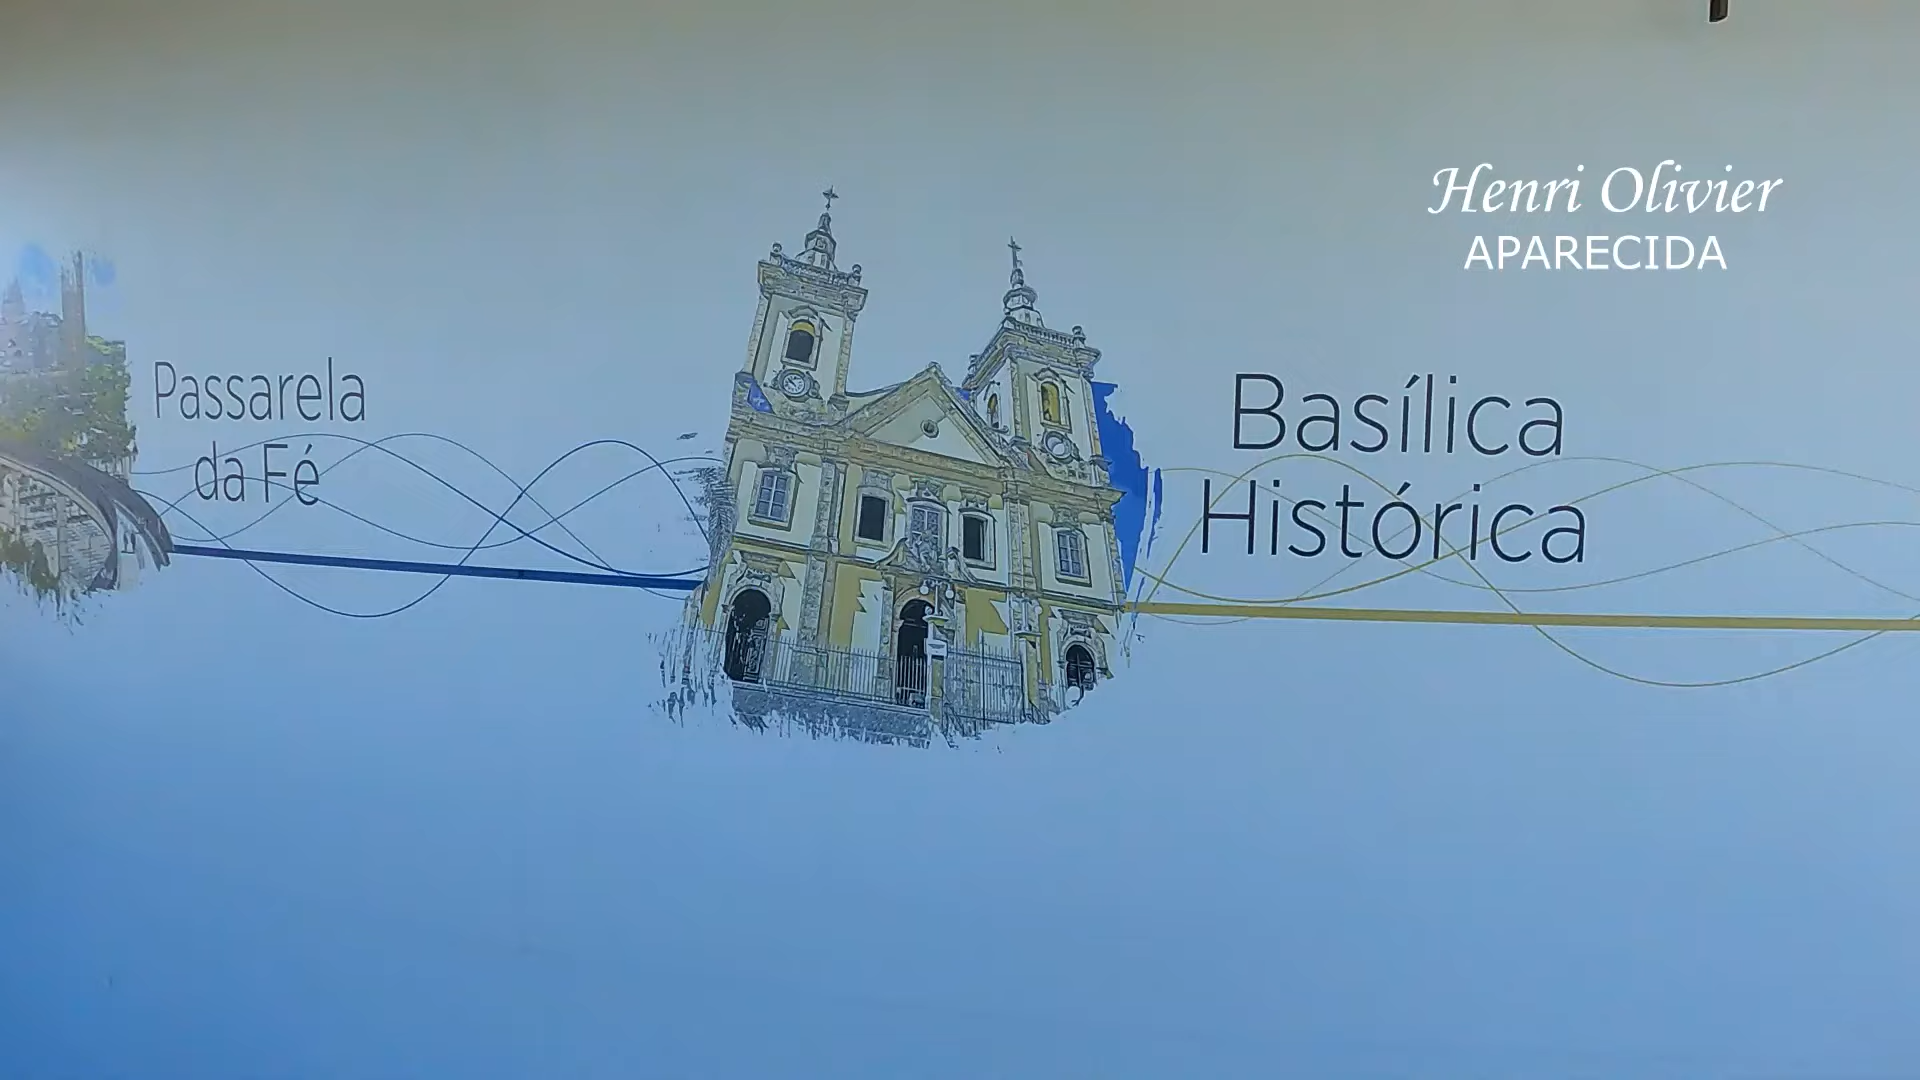 Henri Olivier
APARECIDA
Passarela
da Fé
Basílica
Histórica